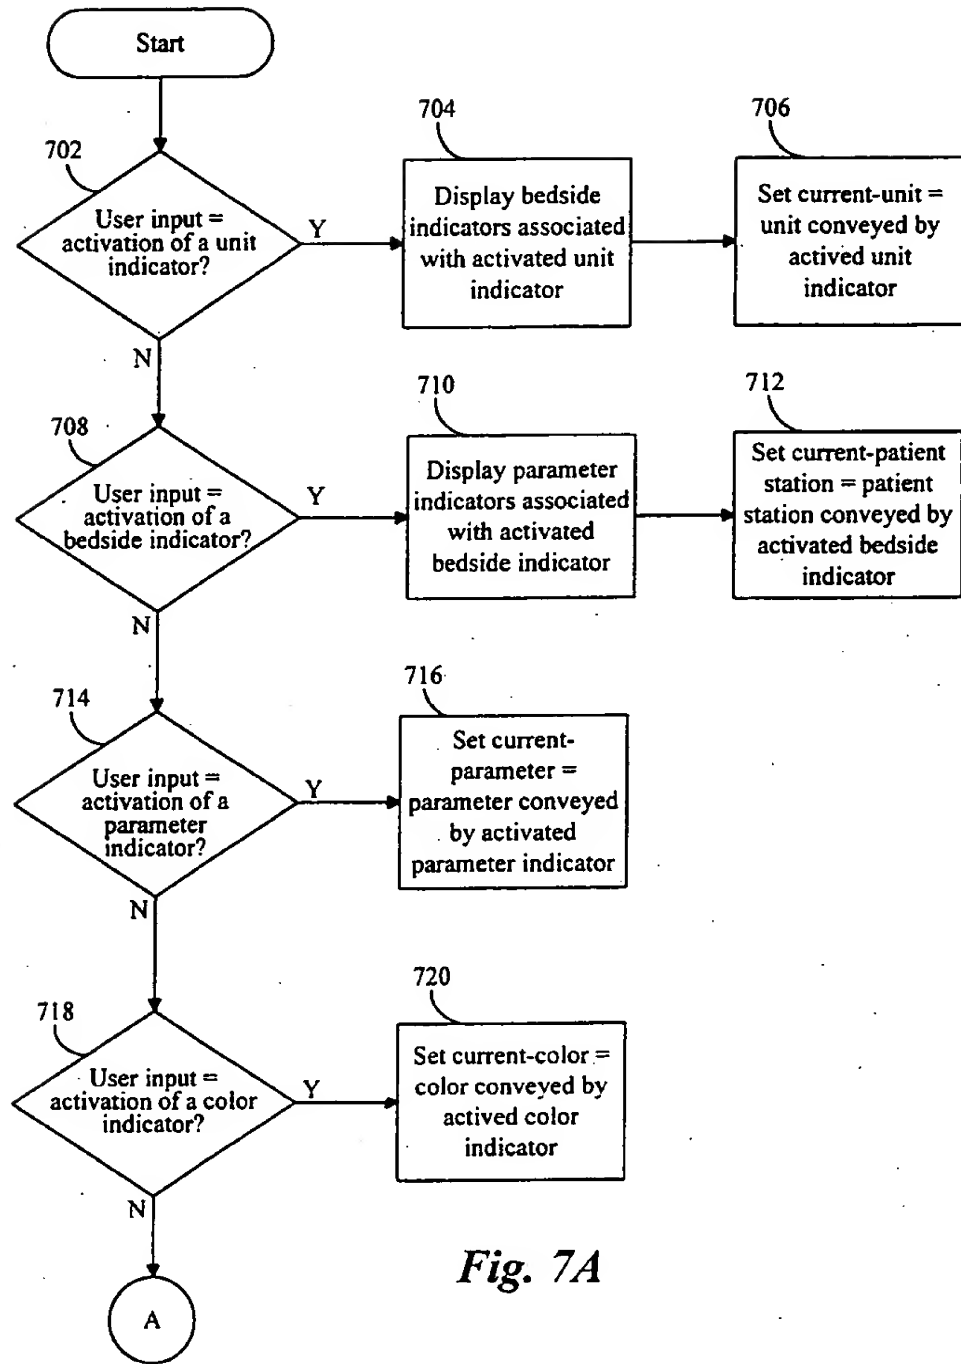 Start
702
User input =
activation of a unit
indicator?
Y
N
704
Display bedside
indicators associated
with activated unit
indicator
706
Set current-unit =
unit conveyed by
actived unit
indicator
708
User input =
activation of a
bedside indicator?
Y
N
710
Display parameter
indicators associated
with activated
bedside indicator
712
Set current-patient
station = patient
station conveyed by
activated bedside
indicator
714
User input =
activation of a
parameter
indicator?
Y
N
716
Set current-
parameter =
parameter conveyed
by activated
parameter indicator
718
User input =
activation of a color
indicator?
Y
N
720
Set current-color =
color conveyed by
actived color
indicator
A
Fig. 7A